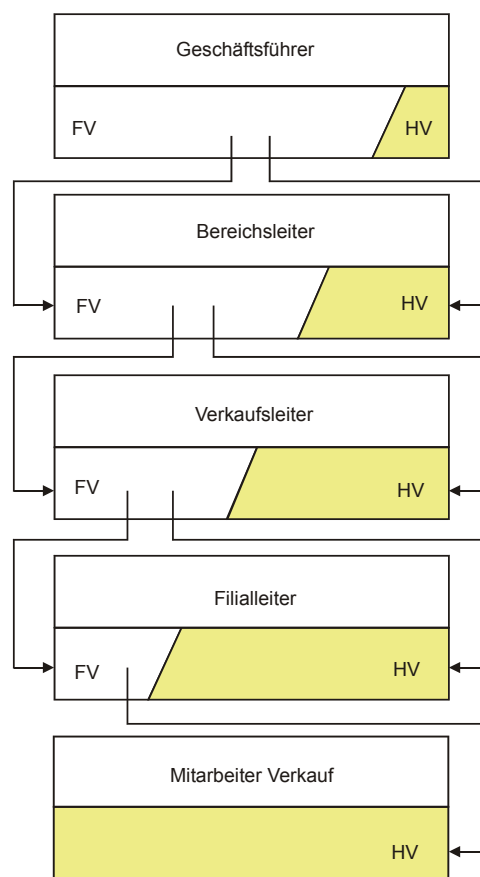 Geschäftsführer
FV HV
Bereichsleiter
FV HV
Verkaufsleiter
FV HV
Filialleiter
FV HV
Mitarbeiter Verkauf
HV